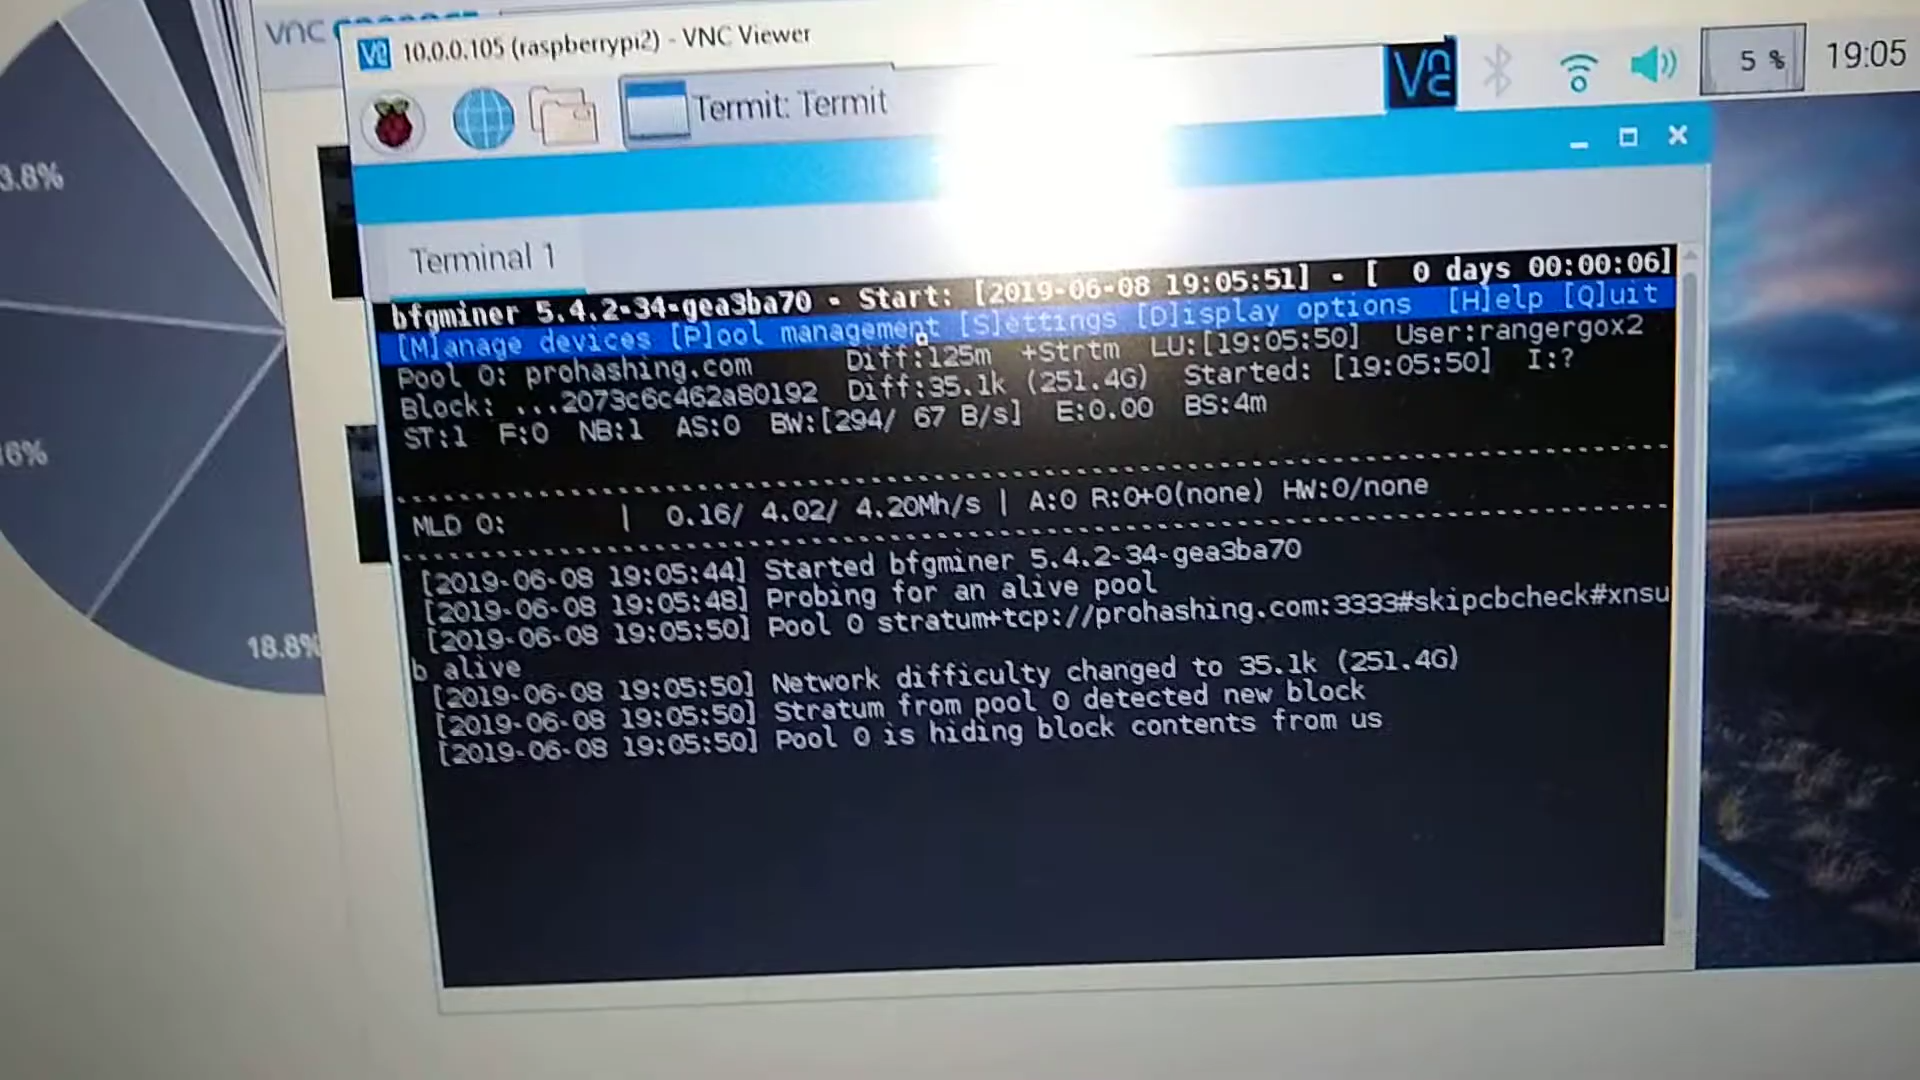 vnc
10.0.0.105 (raspberrypi2) - VNC Viewer
Termit: Termit
5 %
19:05
Terminal 1
bfgminer 5.4.2-34-gea3ba70 - Start: [2019-06-08 19:05:51] - [  0 days 00:00:06]
[M]anage devices [P]ool management [S]ettings [D]isplay options  [H]elp [Q]uit
Pool 0: prohashing.com  Diff:125m  +Strtm  LU:[19:05:50]  User:rangergox2
Block: ...2073c6c462a80192  Diff:35.1k (251.4G)  Started: [19:05:50]  I:?
ST:1  F:0  NB:1  AS:0  BW:[294/ 67 B/s]  E:0.00  BS:4m
MLD 0:  |  0.16/ 4.02/ 4.20Mh/s | A:0 R:0+0(none) HW:0/none
[2019-06-08 19:05:44] Started bfgminer 5.4.2-34-gea3ba70
[2019-06-08 19:05:48] Probing for an alive pool
[2019-06-08 19:05:50] Pool 0 stratum+tcp://prohashing.com:3333#skipcbcheck#xnsu
b alive
[2019-06-08 19:05:50] Network difficulty changed to 35.1k (251.4G)
[2019-06-08 19:05:50] Stratum from pool 0 detected new block
[2019-06-08 19:05:50] Pool 0 is hiding block contents from us
3.8%
6%
18.8%